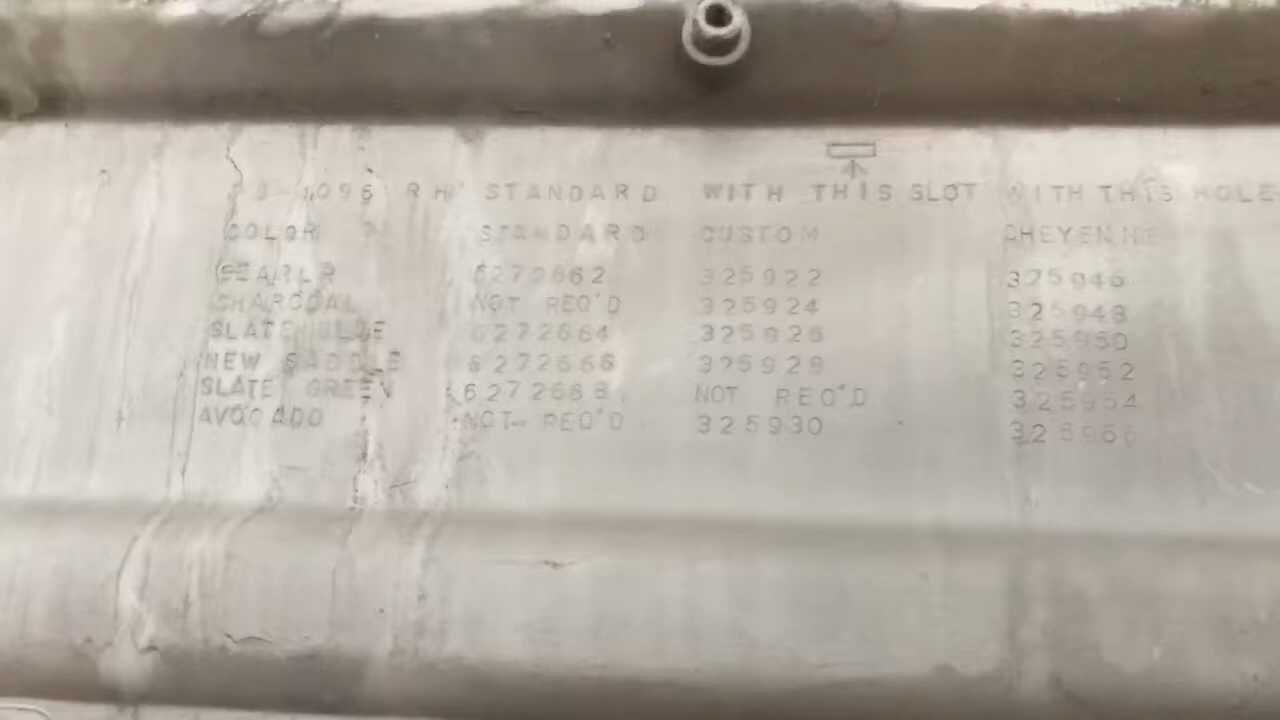 1096 RH STANDARD WITH THIS SLOT WITH THIS HOLE
COLOR STANDARD CUSTOM CHEYENNE
6272662 325922 325946
CHARCOAL NOT REQ'D 325924 325948
SLATE BLUE 6272664 325926 325950
NEW SADDLE 6272666 325928 325952
SLATE GREEN 6272668 NOT REQ'D 325954
AVOCADO NOT REQ'D 325930